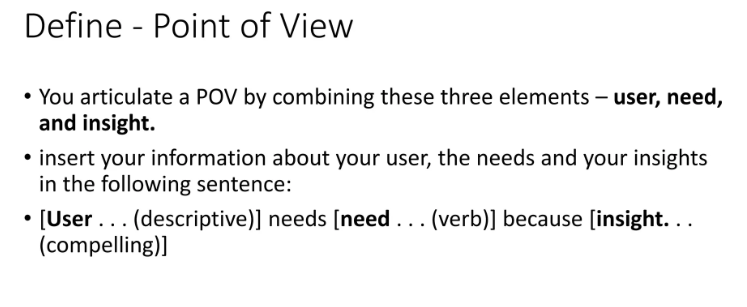 Define - Point of View
• You articulate a POV by combining these three elements – user, need,
and insight.
• insert your information about your user, the needs and your insights
in the following sentence:
• [User . . . (descriptive)] needs [need . . . (verb)] because [insight. . .
(compelling)]